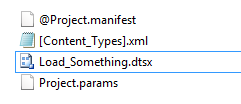 @Project.manifest
[Content_Types].xml
Load_Something.dtsx
Project.params